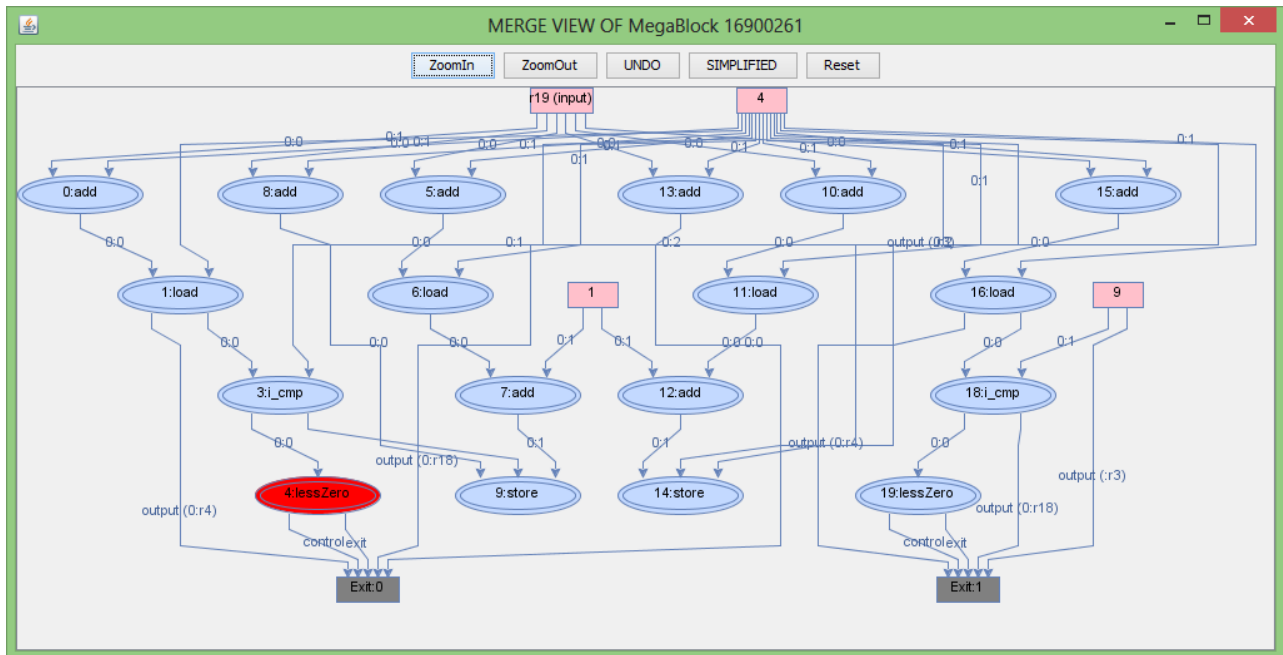 MERGE VIEW OF MegaBlock 16900261
ZoomIn ZoomOut UNDO SIMPLIFIED Reset
r19 (input) 4
0:0 0:1 0:0 0:1 0:0 0:1 0:0 0:1 0:0 0:1 0:1
0:1 0:1
0:add 8:add 5:add 13:add 10:add 15:add
0:0 0:1 0:0 0:2 0:0 output (0:r3) 0:0
1:load 6:load 1 11:load 16:load 9
0:0 0:0 0:0 0:1 0:1 0:0 0:0 0:0 0:1
3:i_cmp 7:add 12:add 18:i_cmp
0:0 0:1 0:1 output (0:r4) 0:0
output (0:r18) output (:r3)
4:lessZero 9:store 14:store 19:lessZero
output (0:r4) output (0:r18)
control exit control exit
Exit:0 Exit:1